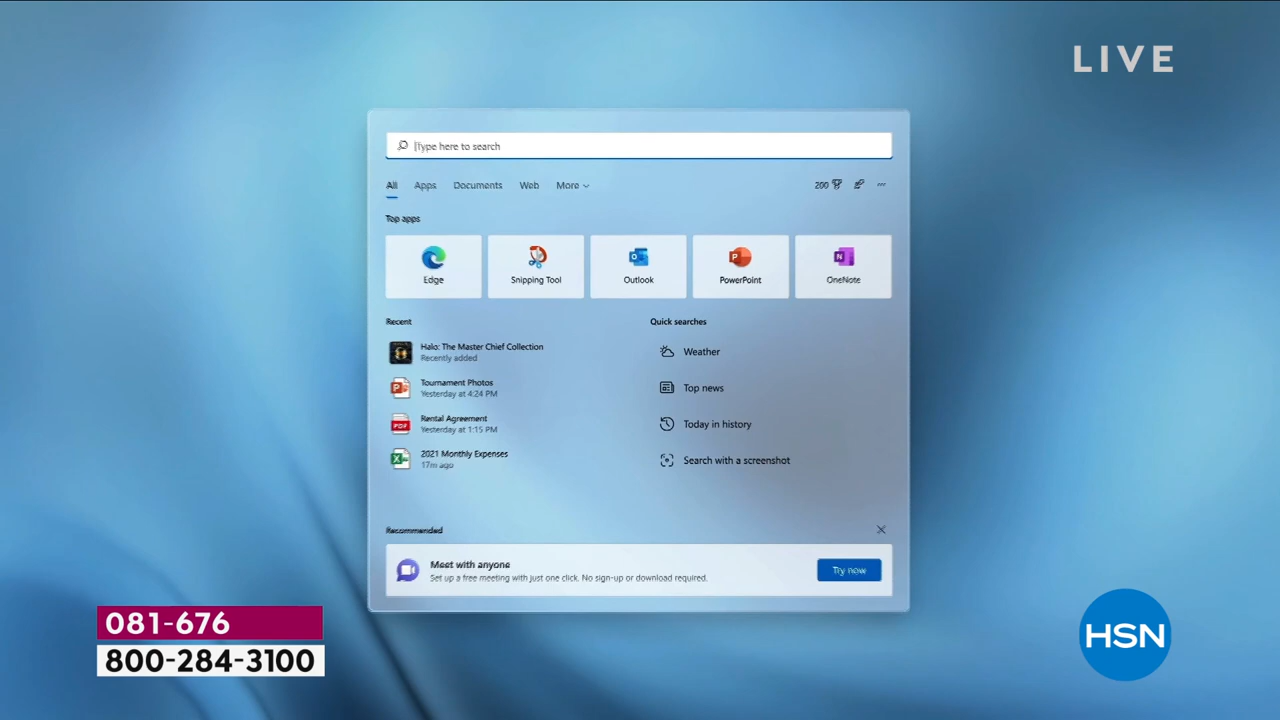 LIVE
Type here to search
All Apps Documents Web More 200 ...
Top apps
Edge Snipping Tool Outlook PowerPoint OneNote
Recent Quick searches
Halo: The Master Chief Collection
Recently added
Weather
Tournament Photos
Yesterday at 4:24 PM
Top news
Rental Agreement
Yesterday at 1:15 PM
Today in history
2021 Monthly Expenses
17m ago
Search with a screenshot
Recommended
Meet with anyone
Set up a free meeting with just one click. No sign-up or download required.
Try now
081-676
800-284-3100
HSN